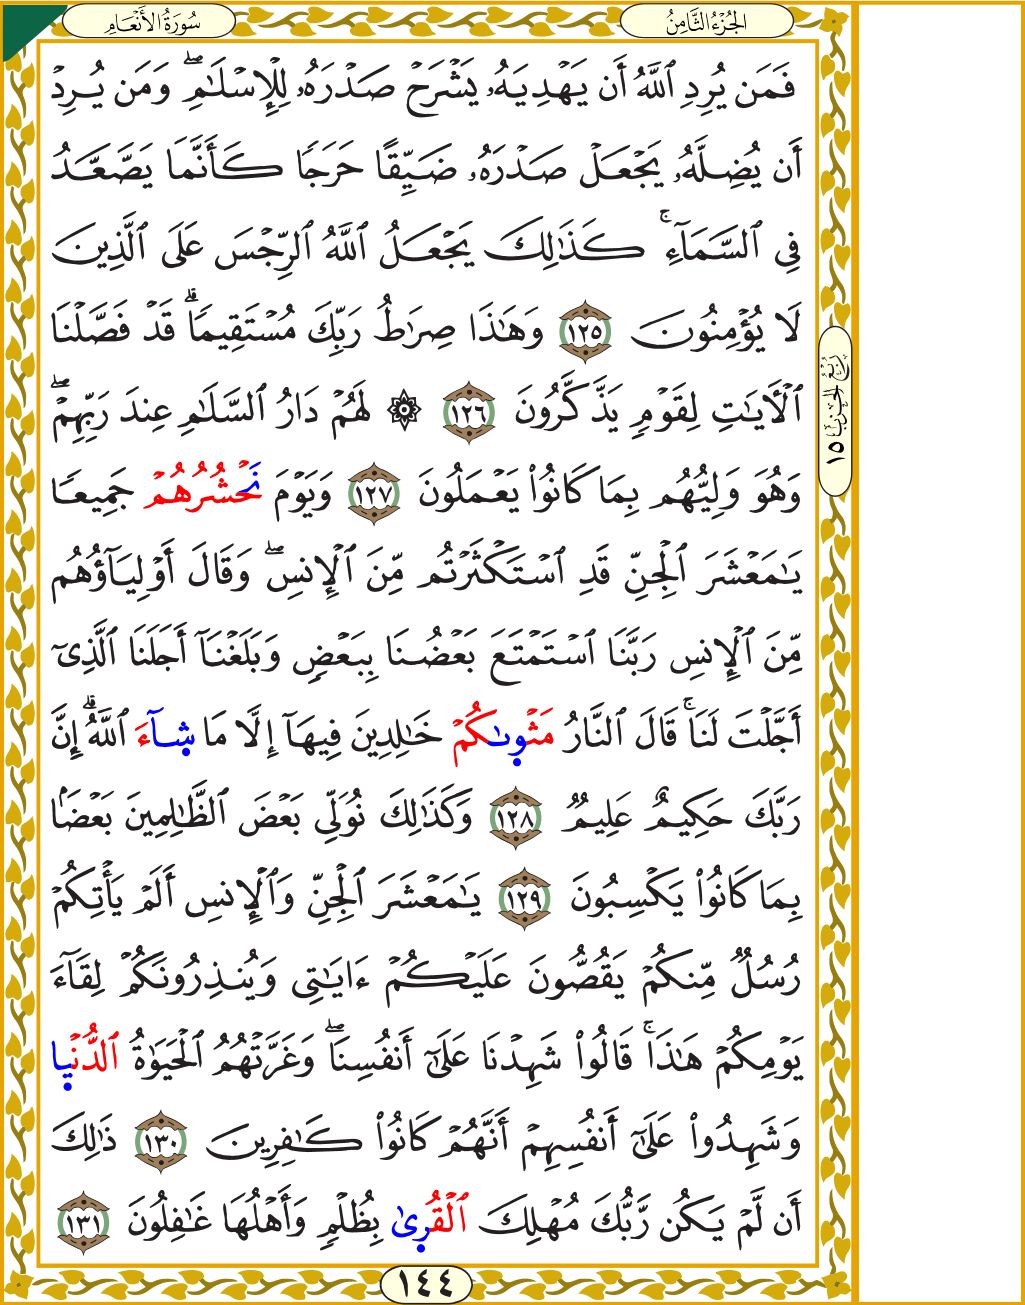 سُورَةُ الأَنْعَامِ
الجُزْءُ الثَّامِنُ
فَمَن يُرِدِ ٱللَّهُ أَن يَهْدِيَهُۥ يَشْرَحْ صَدْرَهُۥ لِلْإِسْلَٰمِۖ وَمَن يُرِدْ
أَن يُضِلَّهُۥ يَجْعَلْ صَدْرَهُۥ ضَيِّقًا حَرَجًا كَأَنَّمَا يَصَّعَّدُ
فِي ٱلسَّمَآءِۚ كَذَٰلِكَ يَجْعَلُ ٱللَّهُ ٱلرِّجْسَ عَلَى ٱلَّذِينَ
لَا يُؤْمِنُونَ ١٢٥ وَهَٰذَا صِرَٰطُ رَبِّكَ مُسْتَقِيمًاۗ قَدْ فَصَّلْنَا
ٱلْأٓيَٰتِ لِقَوْمٍ يَذَّكَّرُونَ ١٢٦ ۞ لَهُمْ دَارُ ٱلسَّلَٰمِ عِندَ رَبِّهِمْۖ
وَهُوَ وَلِيُّهُم بِمَا كَانُواْ يَعْمَلُونَ ١٢٧ وَيَوْمَ نَحْشُرُهُمْ جَمِيعًا
يَٰمَعْشَرَ ٱلْجِنِّ قَدِ ٱسْتَكْثَرْتُم مِّنَ ٱلْإِنسِۖ وَقَالَ أَوْلِيَآؤُهُم
مِّنَ ٱلْإِنسِ رَبَّنَا ٱسْتَمْتَعَ بَعْضُنَا بِبَعْضٍ وَبَلَغْنَآ أَجَلَنَا ٱلَّذِيٓ
أَجَّلْتَ لَنَاۚ قَالَ ٱلنَّارُ مَثْوٜىٰكُمْ خَٰلِدِينَ فِيهَآ إِلَّا مَا شٜآءَ ٱللَّهُۗ إِنَّ
رَبَّكَ حَكِيمٌ عَلِيمٌ ١٢٨ وَكَذَٰلِكَ نُوَلِّي بَعْضَ ٱلظَّٰلِمِينَ بَعْضًۢا
بِمَا كَانُواْ يَكْسِبُونَ ١٢٩ يَٰمَعْشَرَ ٱلْجِنِّ وَٱلْإِنسِ أَلَمْ يَأْتِكُمْ
رُسُلٌ مِّنكُمْ يَقُصُّونَ عَلَيْكُمْ ءَايَٰتِي وَيُنذِرُونَكُمْ لِقَآءَ
يَوْمِكُمْ هَٰذَاۚ قَالُواْ شَهِدْنَا عَلَىٰٓ أَنفُسِنَاۖ وَغَرَّتْهُمُ ٱلْحَيَوٰةُ ٱلدُّنْيٜا
وَشَهِدُواْ عَلَىٰٓ أَنفُسِهِمْ أَنَّهُمْ كَانُواْ كَٰفِرِينَ ١٣٠ ذَٰلِكَ
أَن لَّمْ يَكُن رَّبُّكَ مُهْلِكَ ٱلْقُرٜىٰ بِظُلْمٍ وَأَهْلُهَا غَٰفِلُونَ ١٣١
رُبُعُ الحِزْبِ ١٥
١٤٤